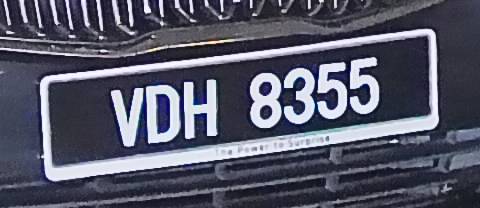 VDH 8355
The Power to Surprise